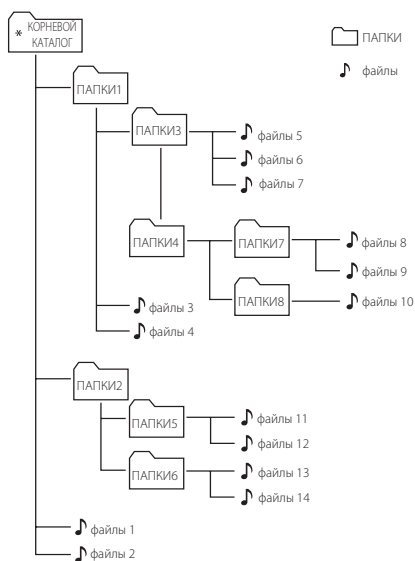 * КОРНЕВОЙ
КАТАЛОГ
ПАПКИ
файлы
ПАПКИ1
ПАПКИ3
файлы 5
файлы 6
файлы 7
ПАПКИ4
ПАПКИ7
файлы 8
файлы 9
ПАПКИ8
файлы 10
файлы 3
файлы 4
ПАПКИ2
ПАПКИ5
файлы 11
файлы 12
ПАПКИ6
файлы 13
файлы 14
файлы 1
файлы 2